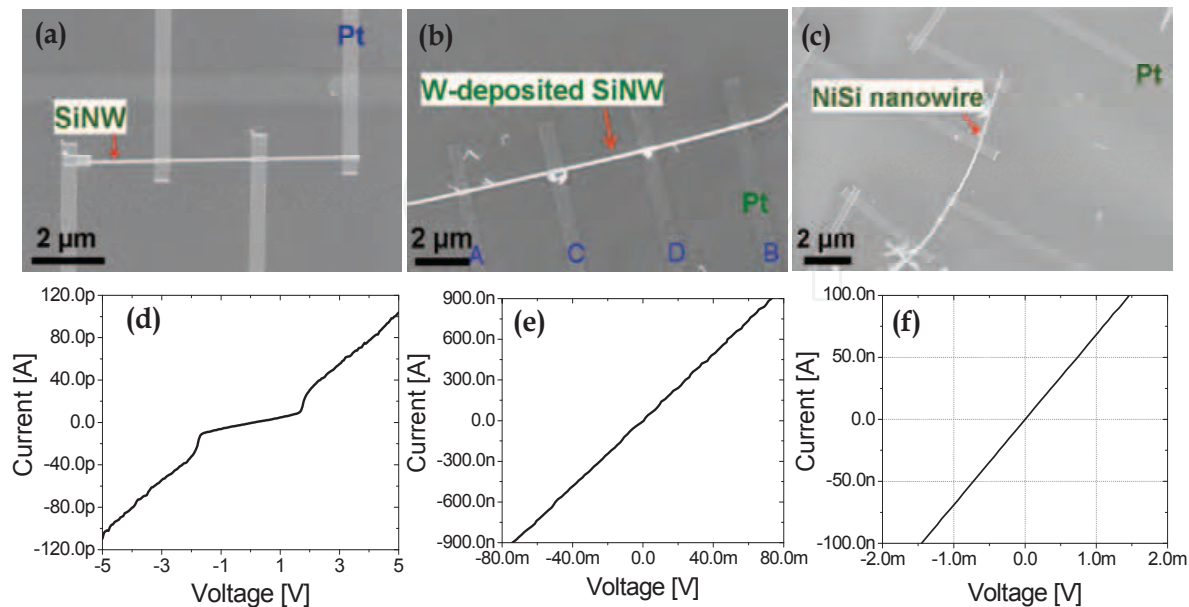 (a)
Pt
SiNW
2 µm
(b)
W-deposited SiNW
Pt
2 µm
A
C
D
B
(c)
Pt
NiSi nanowire
2 µm
(d)
120.0p
80.0p
40.0p
0.0
-40.0p
-80.0p
-120.0p
Current [A]
-5 -3 -1 1 3 5
Voltage [V]
(e)
900.0n
600.0n
300.0n
0.0
-300.0n
-600.0n
-900.0n
Current [A]
-80.0m -40.0m 0.0 40.0m 80.0m
Voltage [V]
(f)
100.0n
50.0n
0.0
-50.0n
-100.0n
Current [A]
-2.0m -1.0m 0.0 1.0m 2.0m
Voltage [V]